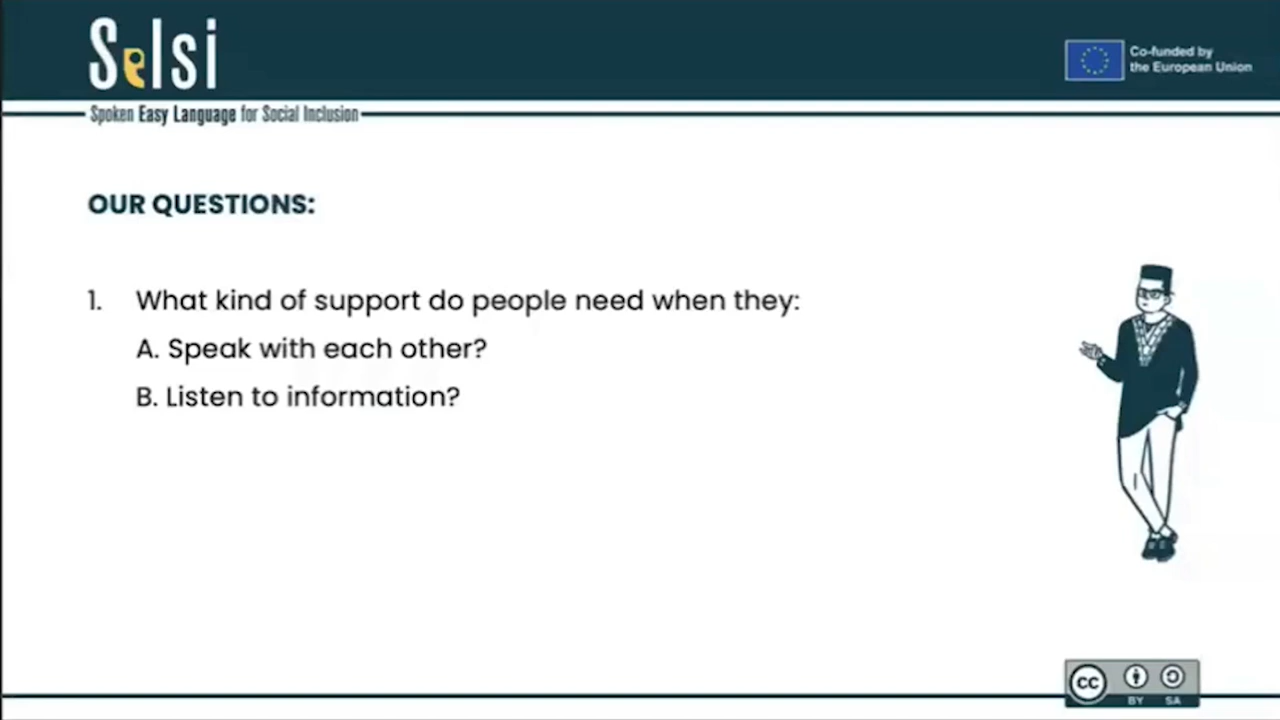 Selsi
Co-funded by
the European Union
Spoken Easy Language for Social Inclusion
OUR QUESTIONS:
1. What kind of support do people need when they:
A. Speak with each other?
B. Listen to information?
cc
BY SA